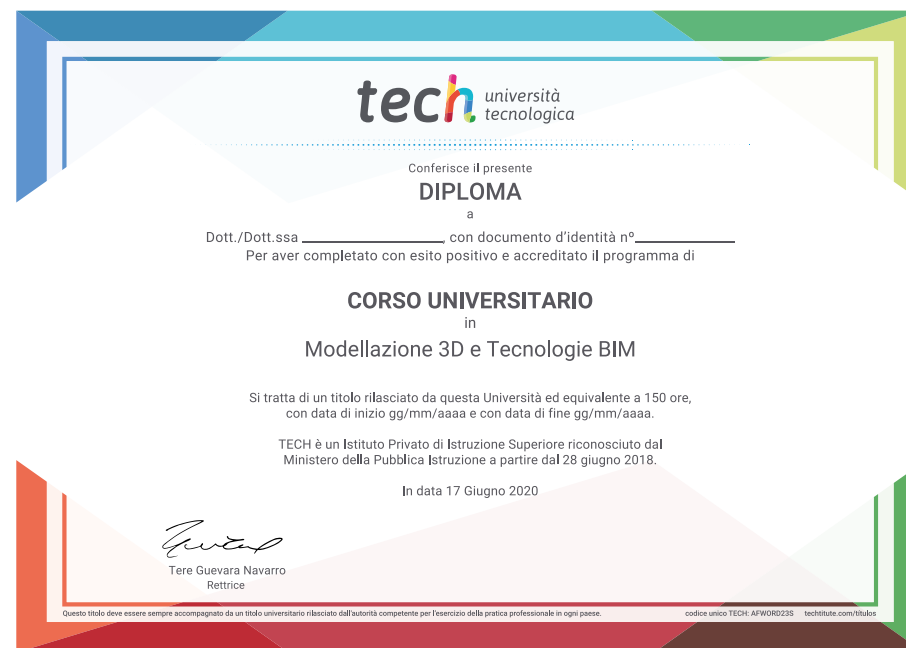 tech università
tecnologica
Conferisce il presente
DIPLOMA
a
Dott./Dott.ssa ________________, con documento d'identità nº____________
Per aver completato con esito positivo e accreditato il programma di
CORSO UNIVERSITARIO
in
Modellazione 3D e Tecnologie BIM
Si tratta di un titolo rilasciato da questa Università ed equivalente a 150 ore,
con data di inizio gg/mm/aaaa e con data di fine gg/mm/aaaa.
TECH è un Istituto Privato di Istruzione Superiore riconosciuto dal
Ministero della Pubblica Istruzione a partire dal 28 giugno 2018.
In data 17 Giugno 2020
Tere Guevara Navarro
Rettrice
Questo titolo deve essere sempre accompagnato da un titolo universitario rilasciato dall'autorità competente per l'esercizio della pratica professionale in ogni paese. codice unico TECH: AFWORD23S techtitute.com/títulos